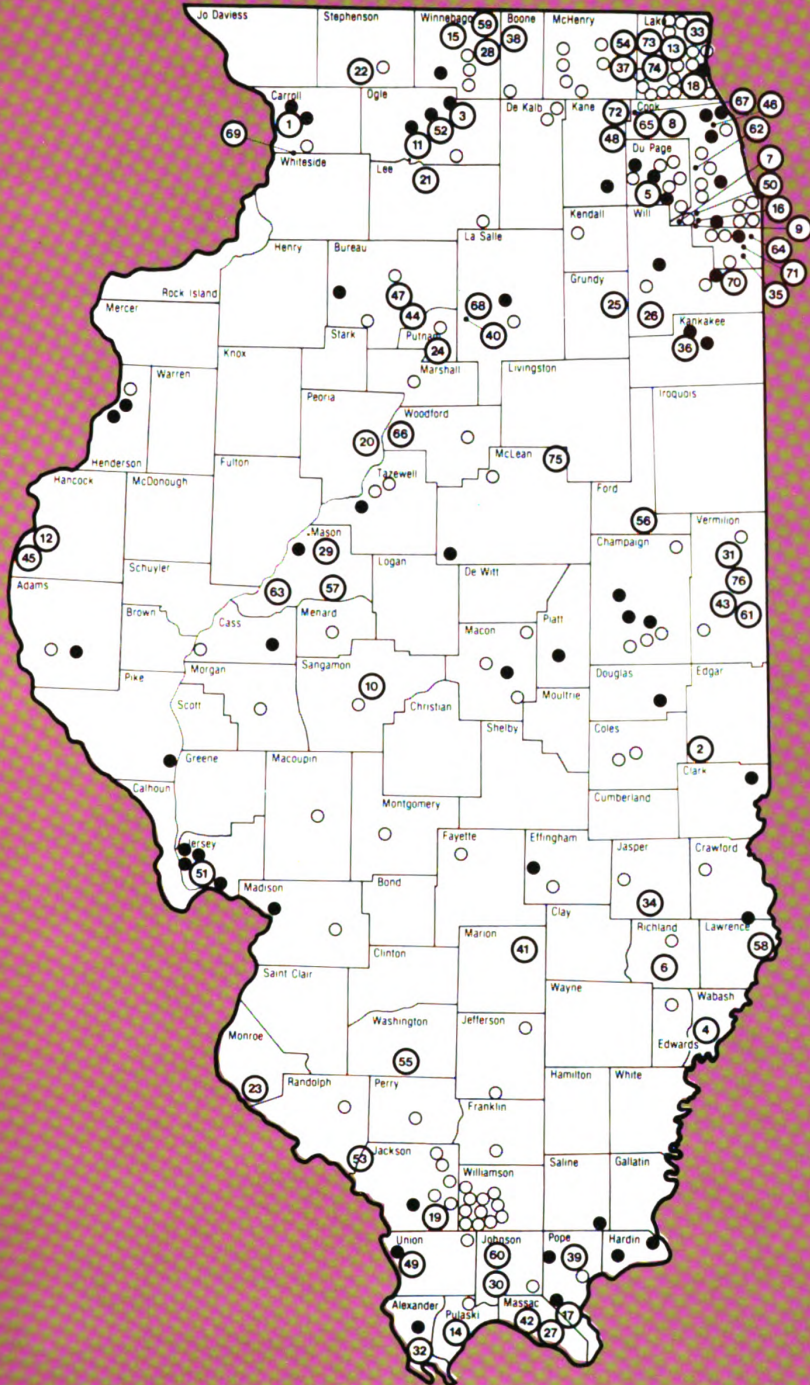 Jo Daviess
Stephenson
Winnebago
59
Boone
McHenry
Lake
33
15
38
54
73
13
28
22
37
74
18
Carroll
Ogle
De Kalb
Kane
Cook
67
46
1
3
72
65
8
62
69
52
48
11
Du Page
7
Whiteside
Lee
21
5
50
Kendall
Will
16
La Salle
9
Henry
Bureau
64
Rock Island
Grundy
71
47
68
25
70
35
Mercer
44
26
Stark
Putnam
40
Kankakee
24
36
Knox
Marshall
Livingston
Warren
Peoria
Iroquois
Woodford
20
66
McLean
75
Henderson
Fulton
Tazewell
Hancock
McDonough
Ford
12
56
Vermilion
45
Mason
Champaign
29
31
Schuyler
Logan
De Witt
76
Adams
63
57
43
61
Brown
Cass
Menard
Macon
Piatt
Pike
Morgan
Sangamon
Douglas
Edgar
10
Scott
Christian
Moultrie
Shelby
Coles
2
Greene
Macoupin
Clark
Calhoun
Montgomery
Cumberland
Jersey
Fayette
Effingham
Jasper
Crawford
51
Madison
Bond
Clay
34
Marion
Richland
Lawrence
41
58
Clinton
6
Saint Clair
Wayne
Wabash
Washington
Jefferson
4
Monroe
Edwards
55
23
Randolph
Perry
Hamilton
White
Franklin
53
Jackson
Saline
Gallatin
Williamson
19
Union
Johnson
Pope
Hardin
49
60
39
30
Alexander
Massac
Pulaski
17
14
42
27
32